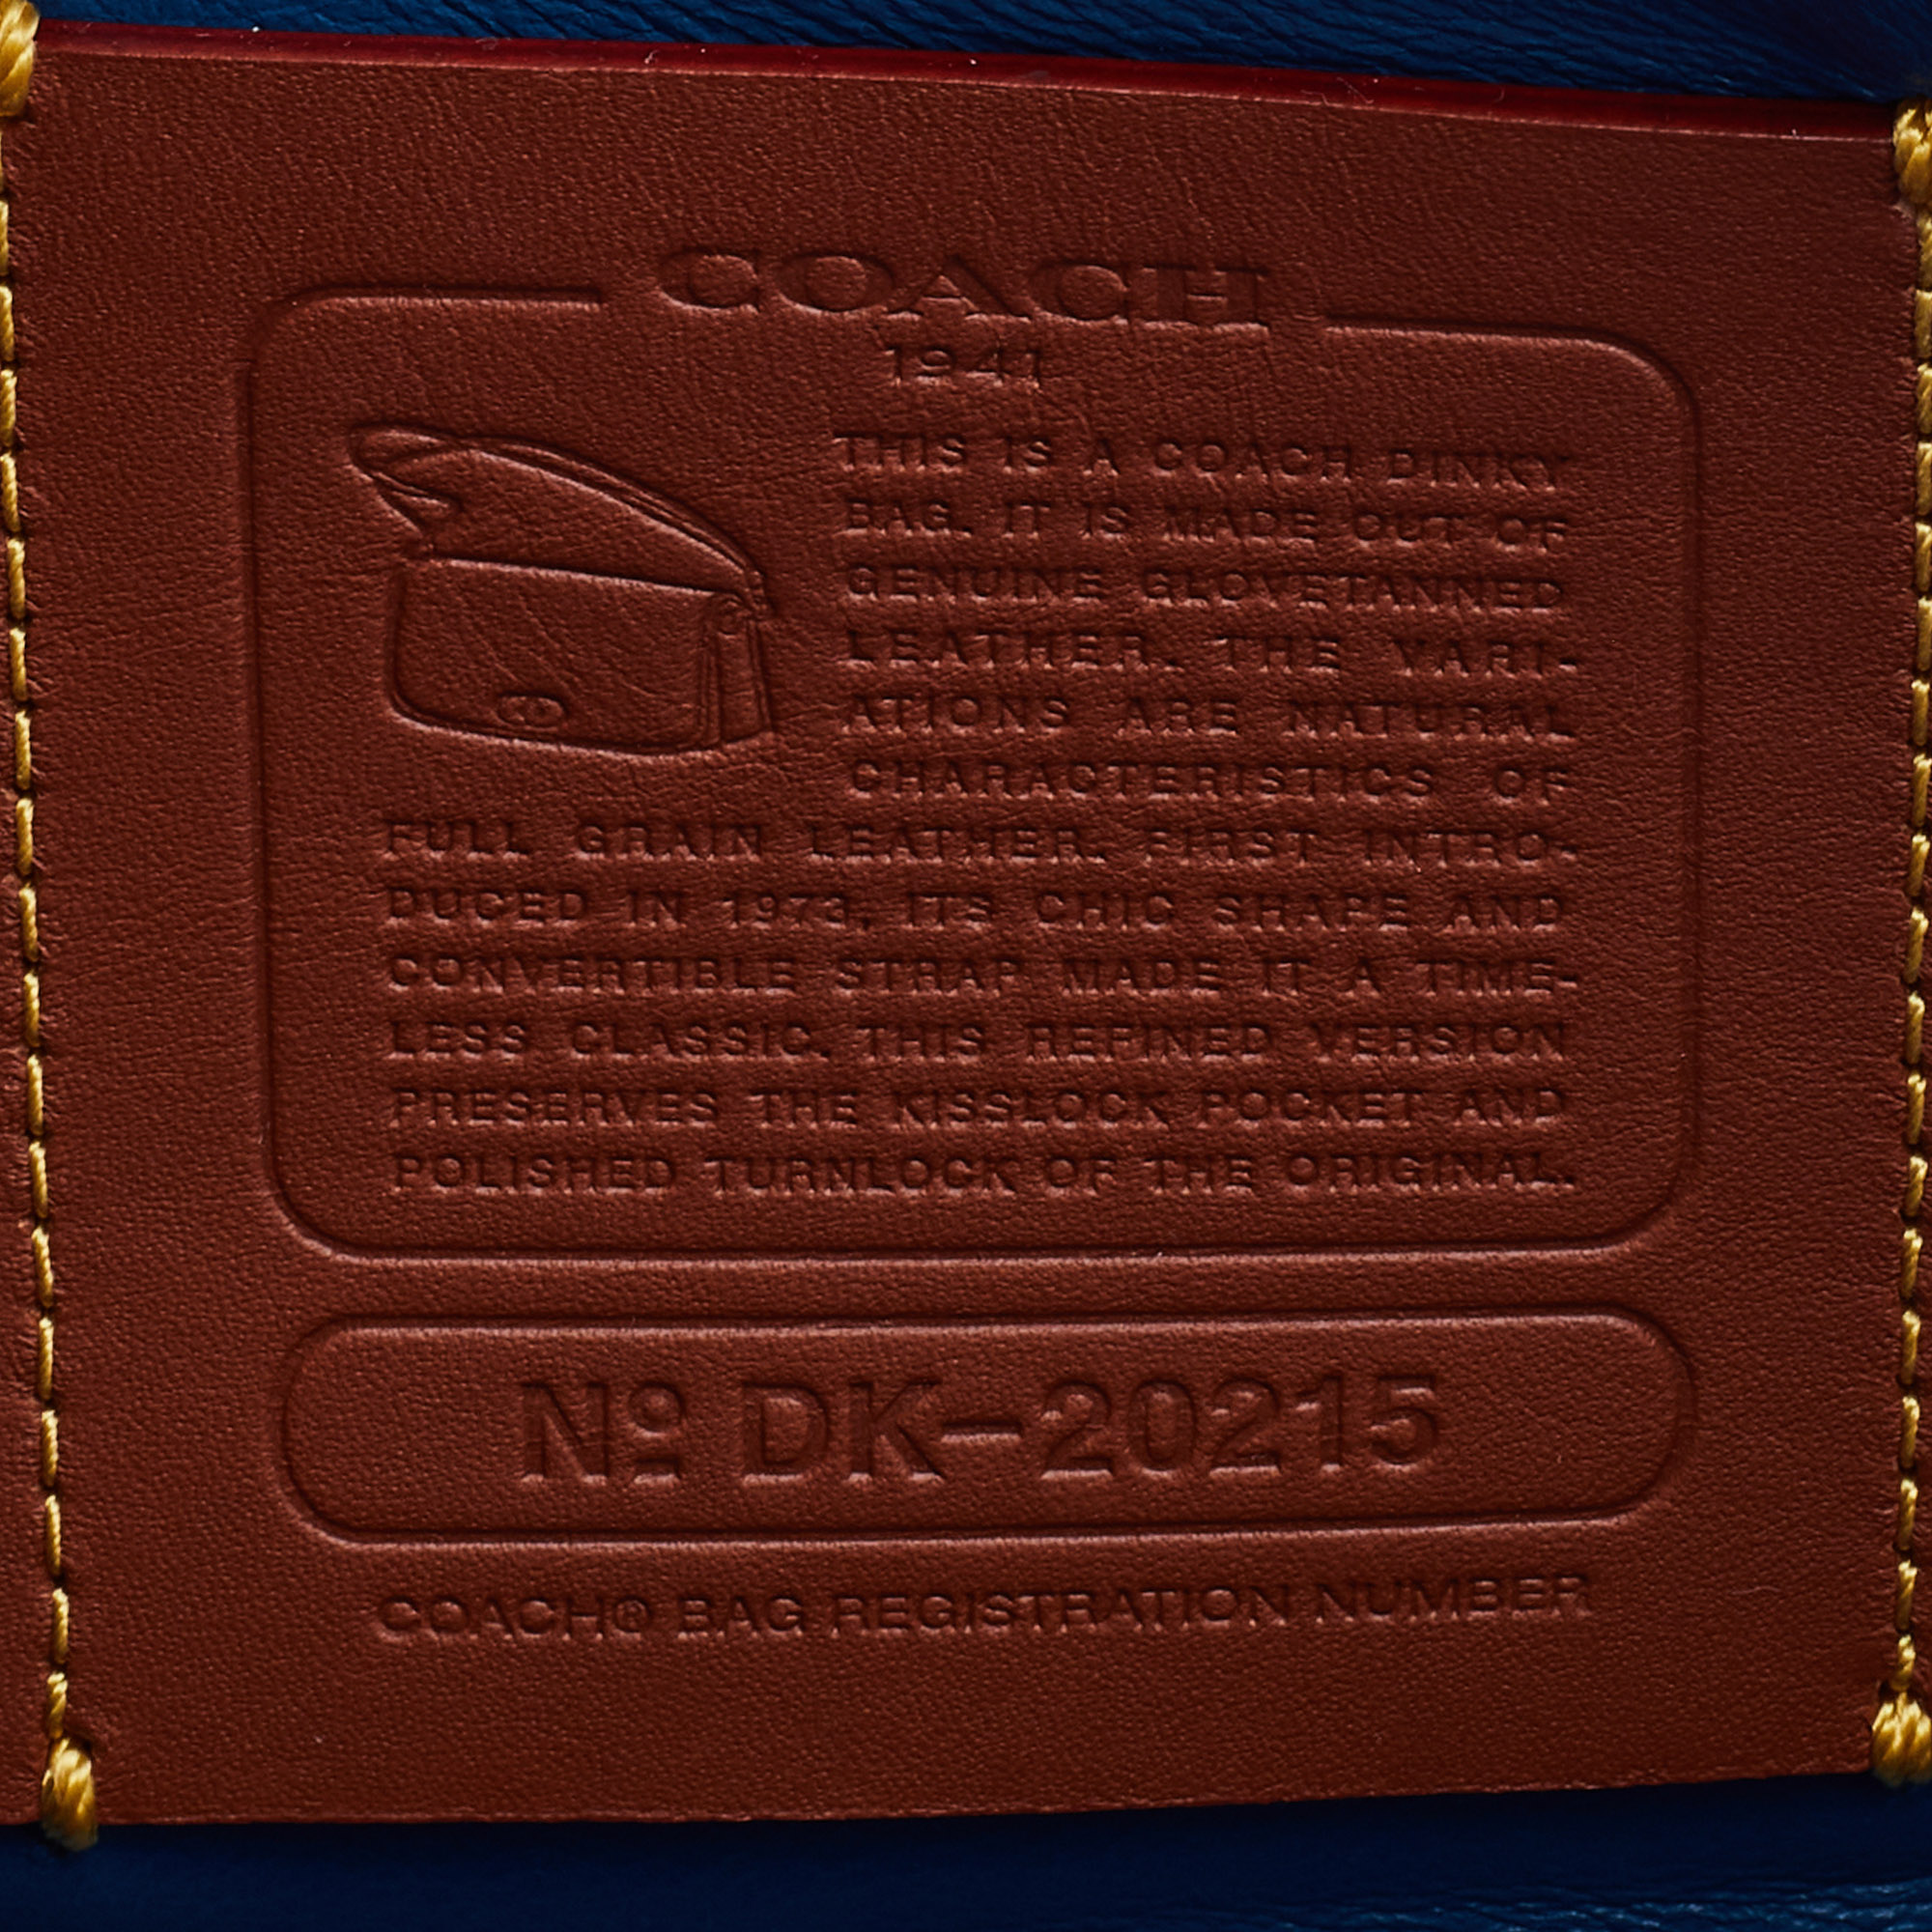 COACH
1941
THIS IS A COACH DINKY
BAG. IT IS MADE OUT OF
GENUINE GLOVETANNED
LEATHER. THE VARI-
ATIONS ARE NATURAL
CHARACTERISTICS OF
FULL GRAIN LEATHER. FIRST INTRO-
DUCED IN 1973, ITS CHIC SHAPE AND
CONVERTIBLE STRAP MADE IT A TIME-
LESS CLASSIC. THIS REFINED VERSION
PRESERVES THE KISSLOCK POCKET AND
POLISHED TURNLOCK OF THE ORIGINAL.
Nº DK-20215
COACH® BAG REGISTRATION NUMBER